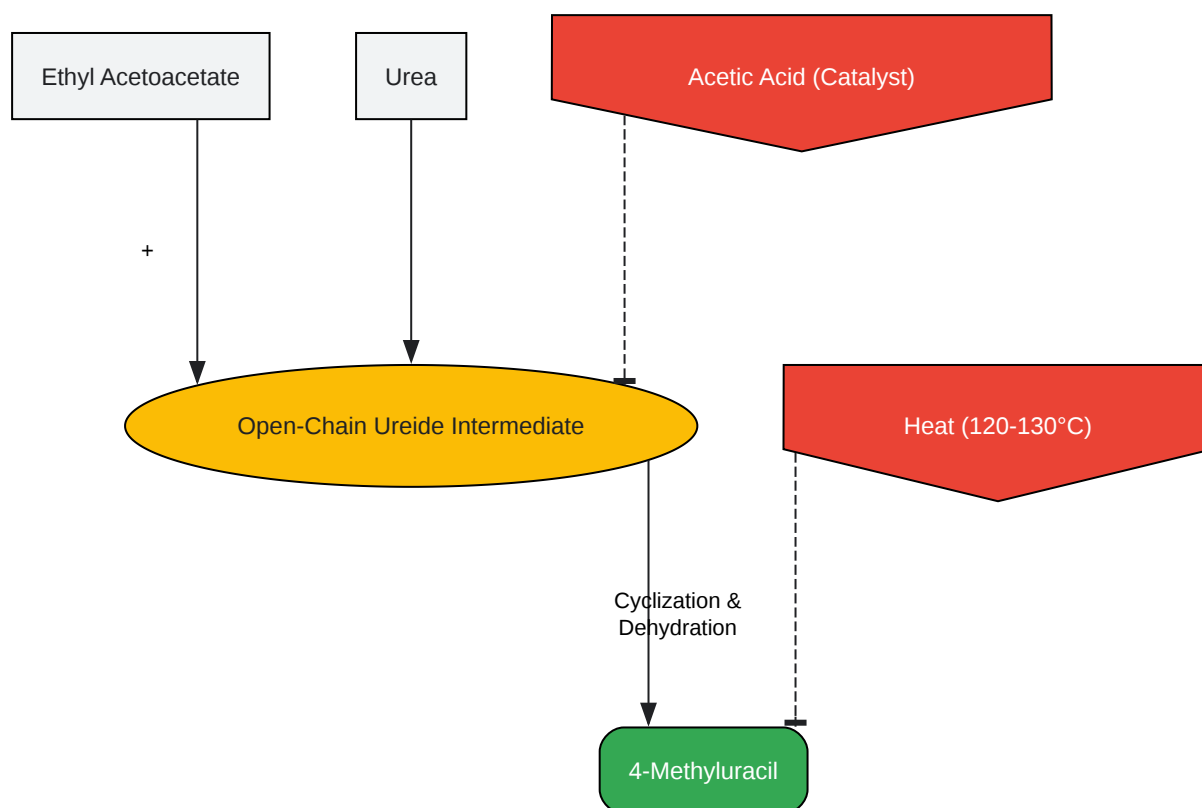 Ethyl Acetoacetate
Urea
Acetic Acid (Catalyst)
+
Open-Chain Ureide Intermediate
Heat (120-130°C)
Cyclization &
Dehydration
4-Methyluracil